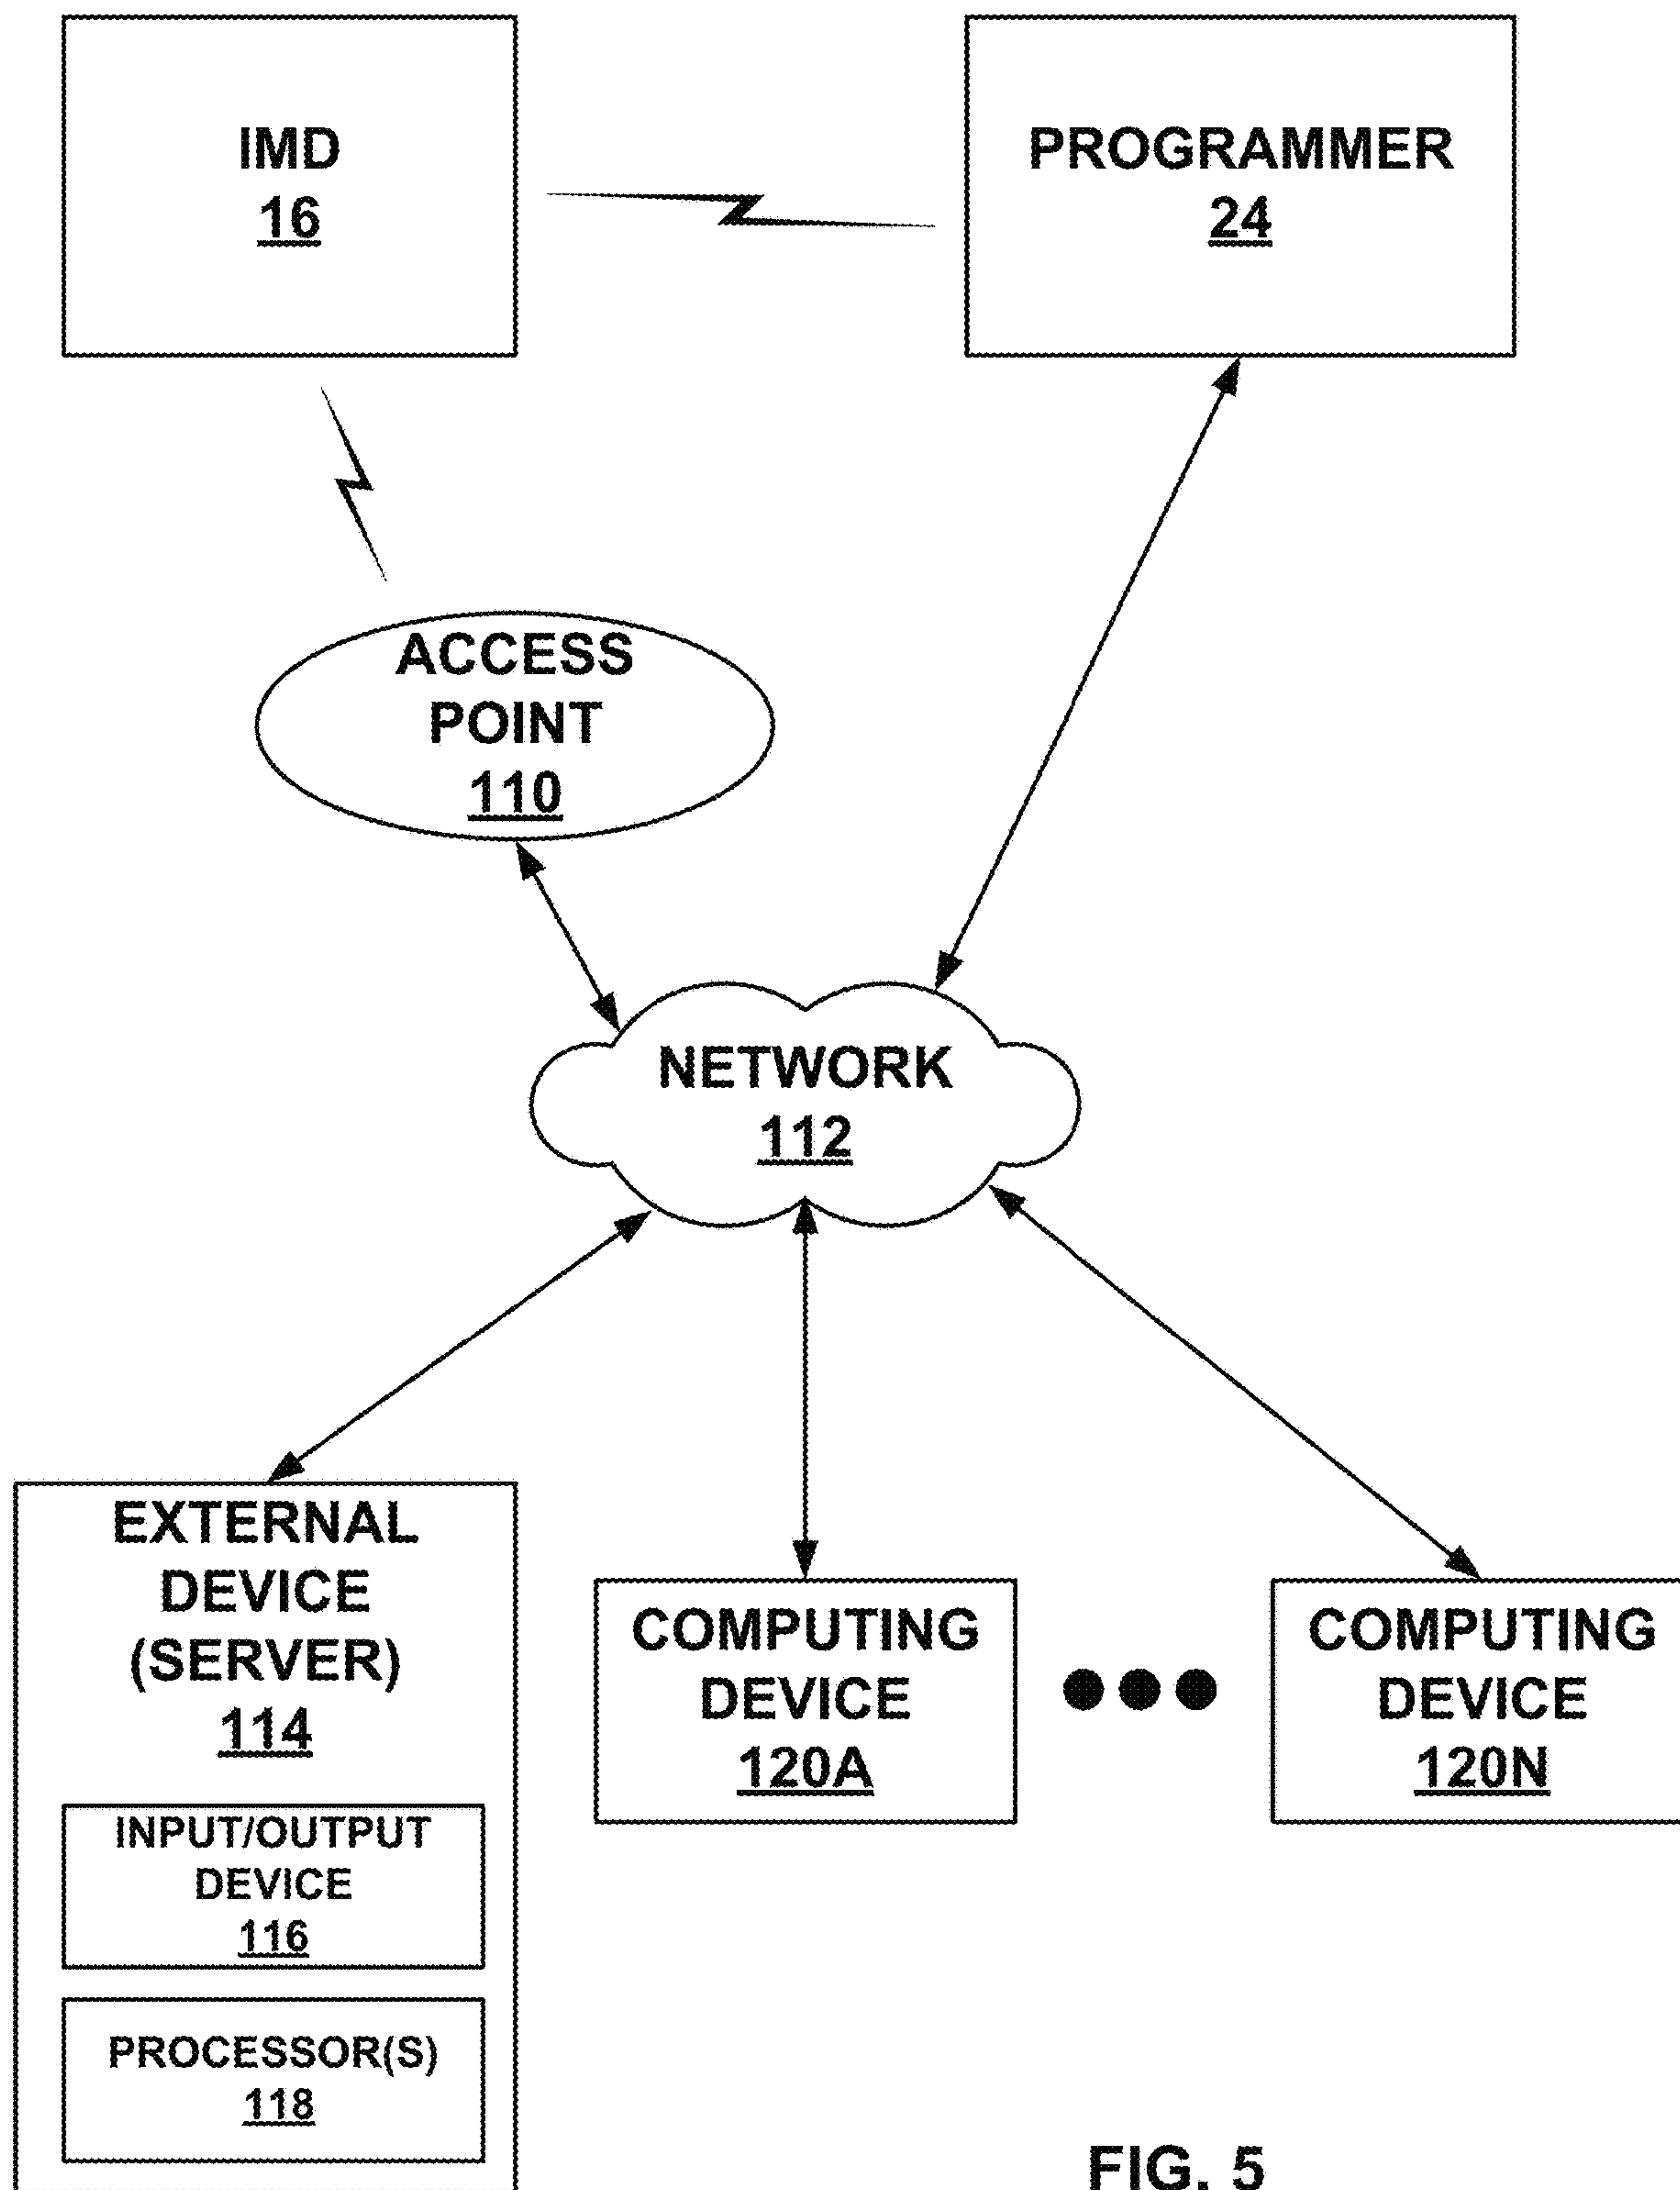 IMD
16
PROGRAMMER
24
ACCESS
POINT
110
NETWORK
112
EXTERNAL
DEVICE
(SERVER)
114
INPUT/OUTPUT
DEVICE
116
PROCESSOR(S)
118
COMPUTING
DEVICE
120A
COMPUTING
DEVICE
120N
FIG. 5